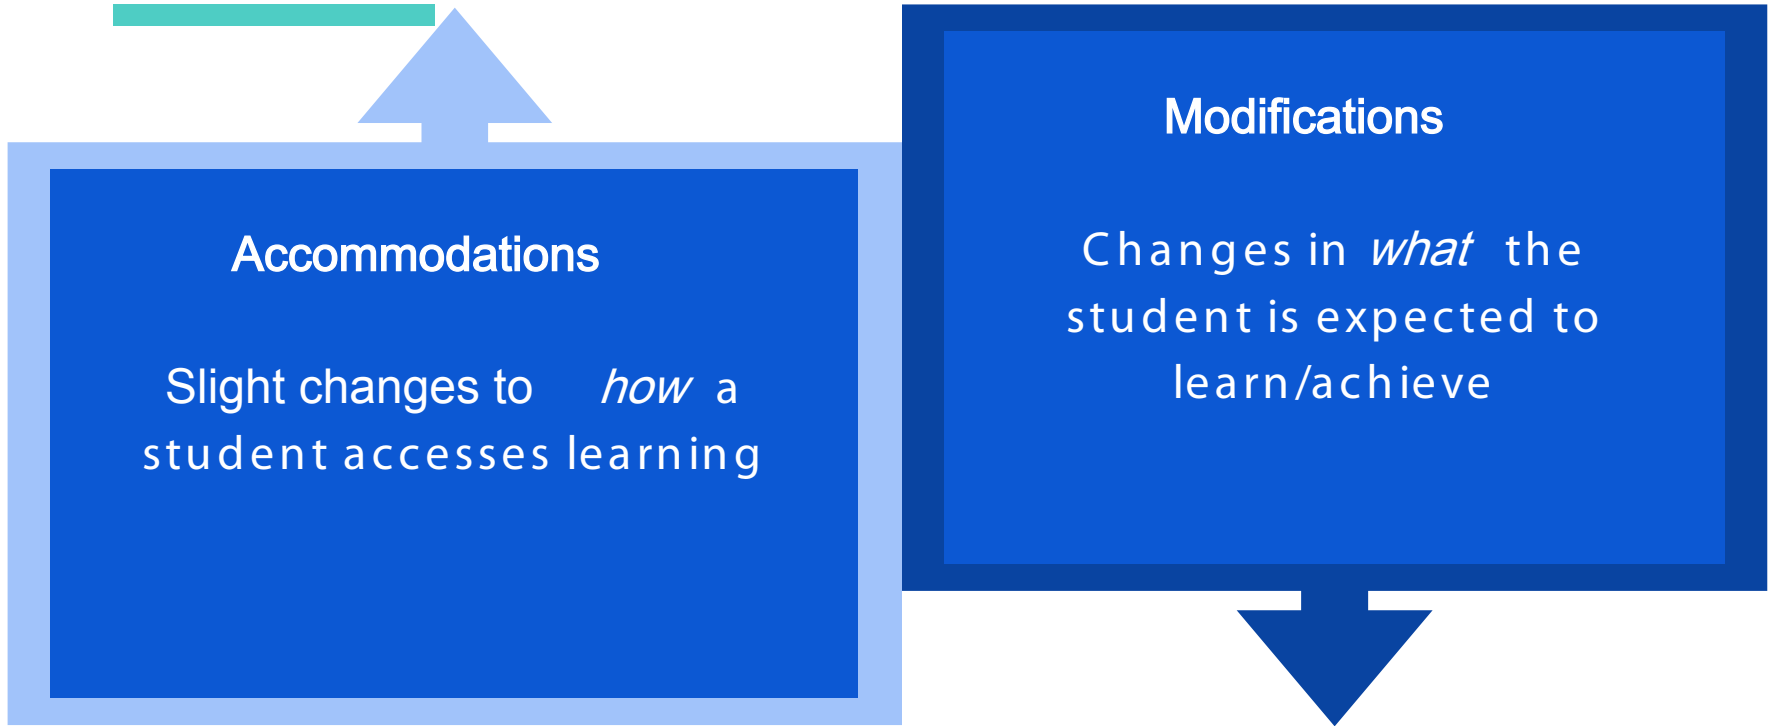 Accommodations
Slight changes to how a
student accesses learning
Modifications
Changes in what the
student is expected to
learn/achieve